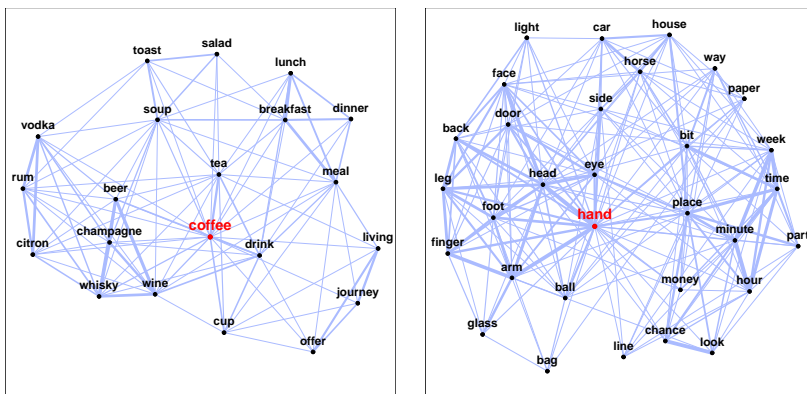 toast
salad
lunch
soup
breakfast
dinner
vodka
tea
meal
rum
beer
coffee
champagne
drink
living
citron
whisky
wine
journey
cup
offer
light
car
house
face
horse
way
door
side
paper
back
bit
week
leg
head
eye
time
foot
hand
place
finger
minute
part
arm
ball
money
hour
glass
chance
bag
line
look